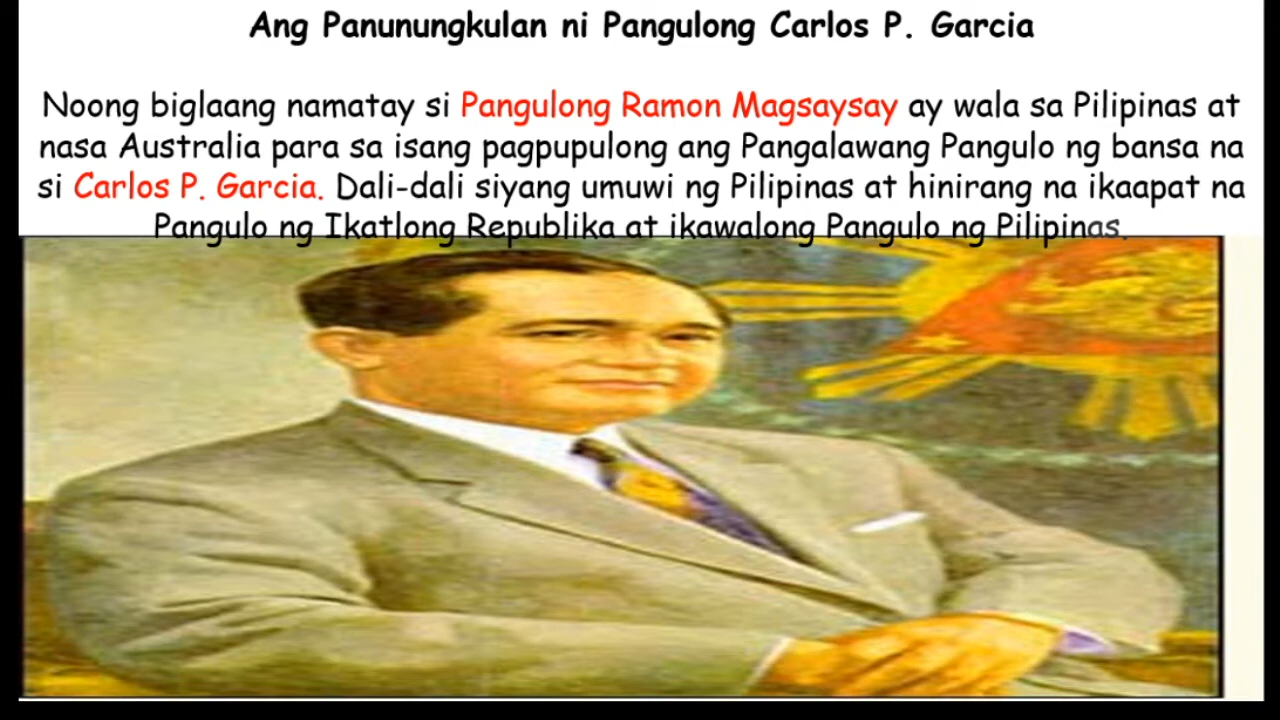 Ang Panunungkulan ni Pangulong Carlos P. Garcia
Noong biglaang namatay si Pangulong Ramon Magsaysay ay wala sa Pilipinas at
nasa Australia para sa isang pagpupulong ang Pangalawang Pangulo ng bansa na
si Carlos P. Garcia. Dali-dali siyang umuwi ng Pilipinas at hinirang na ikaapat na
Pangulo ng Ikatlong Republika at ikawalong Pangulo ng Pilipinas.